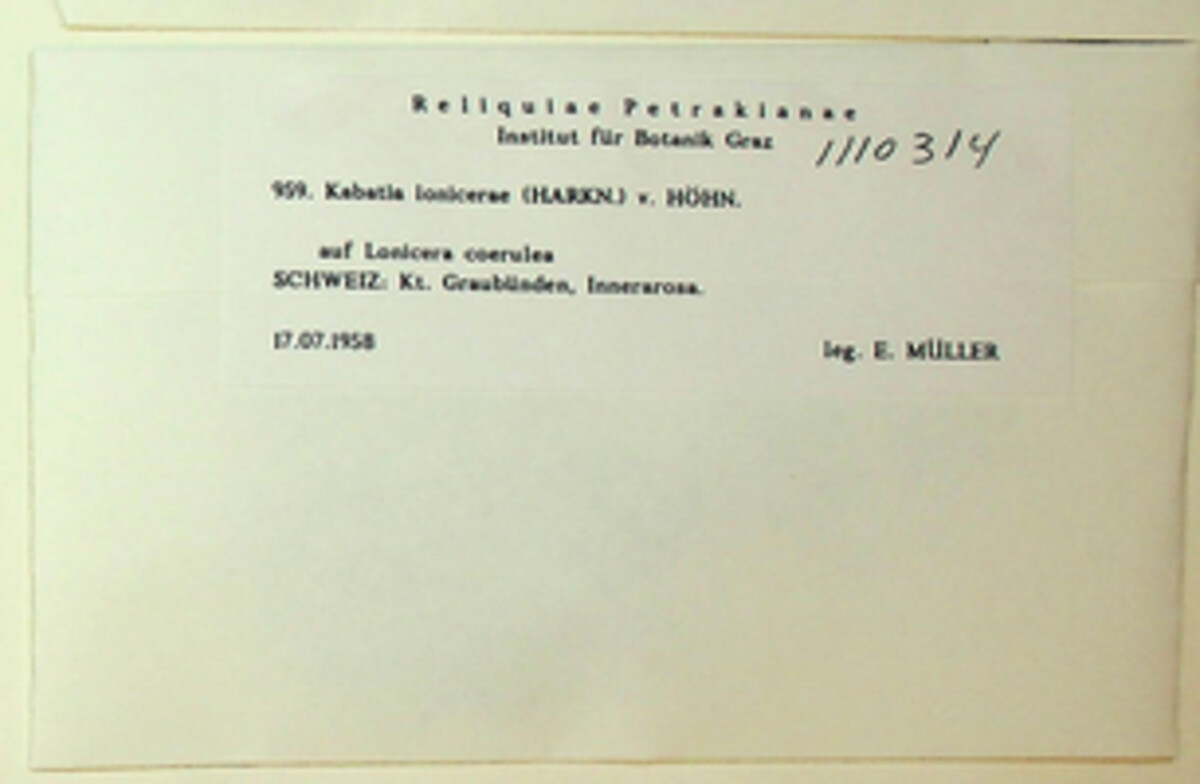 Reliquiae Petrakianae
Institut für Botanik Graz
1110314
959. Kabatia lonicerae (HARKN.) v. HÖHN.
auf Lonicera coerulea
SCHWEIZ: Kt. Graubünden, Innerarosa.
17.07.1958
leg. E. MÜLLER